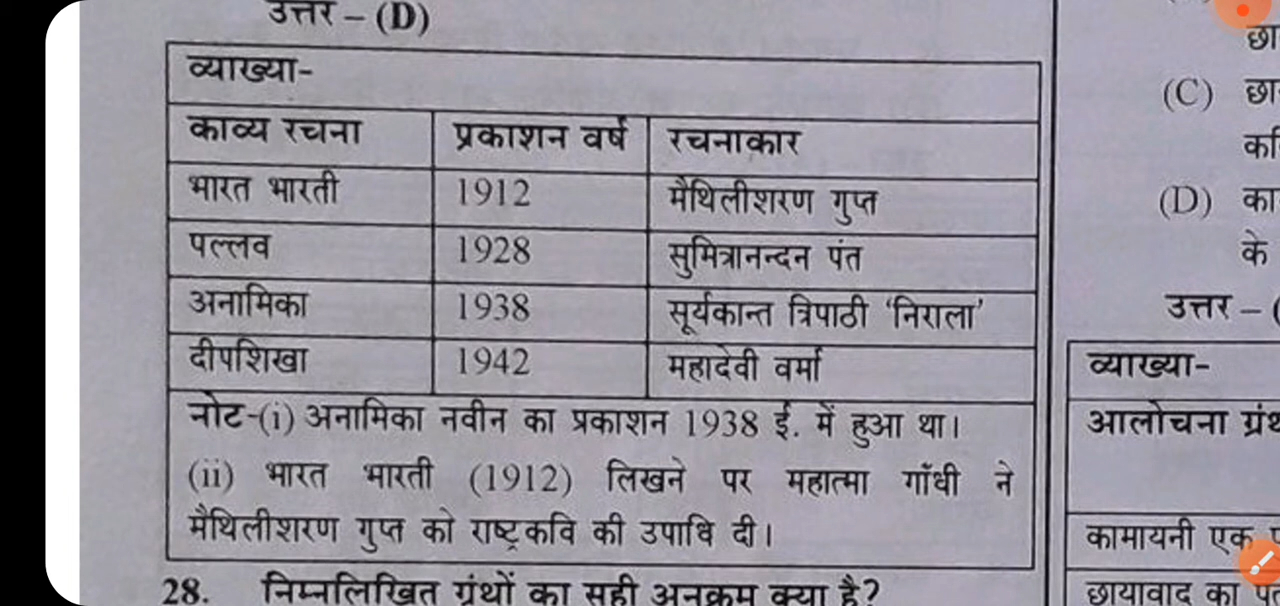 उत्तर – (D)
व्याख्या-
काव्य रचना प्रकाशन वर्ष रचनाकार
भारत भारती 1912 मैथिलीशरण गुप्त
पल्लव 1928 सुमित्रानन्दन पंत
अनामिका 1938 सूर्यकान्त त्रिपाठी ‘निराला’
दीपशिखा 1942 महादेवी वर्मा
नोट-(i) अनामिका नवीन का प्रकाशन 1938 ई. में हुआ था।
(ii) भारत भारती (1912) लिखने पर महात्मा गाँधी ने
मैथिलीशरण गुप्त को राष्ट्रकवि की उपाधि दी।
28. निम्नलिखित ग्रंथों का सही अनुक्रम क्या है?
(C)
(D)
के
उत्तर – (
व्याख्या-
आलोचना
कामायनी एक
छायावाद का